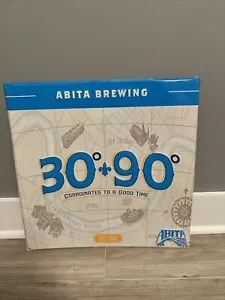 ABITA BREWING
30°90°
COORDINATES TO A GOOD TIME
ABITA